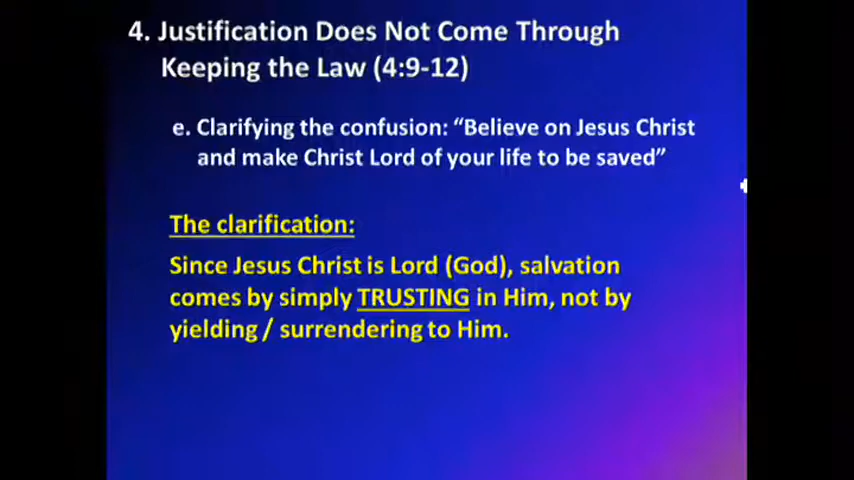 4. Justification Does Not Come Through
Keeping the Law (4:9-12)
e. Clarifying the confusion: “Believe on Jesus Christ
and make Christ Lord of your life to be saved”
The clarification:
Since Jesus Christ is Lord (God), salvation
comes by simply TRUSTING in Him, not by
yielding / surrendering to Him.